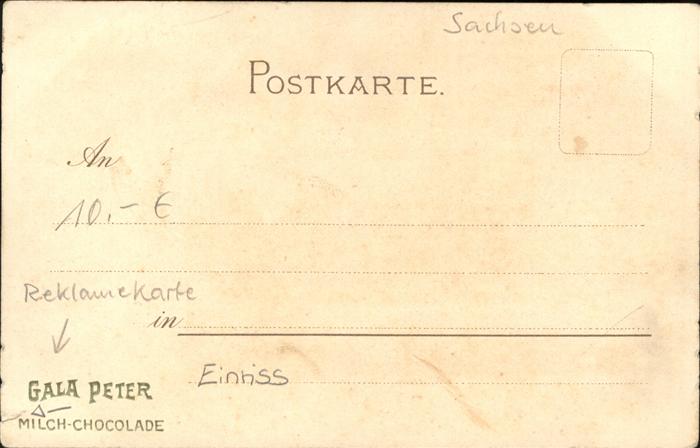 Sachsen
POSTKARTE.
An
10,- €
Reklamekarte
in
Einriss
GALA PETER
MILCH-CHOCOLADE